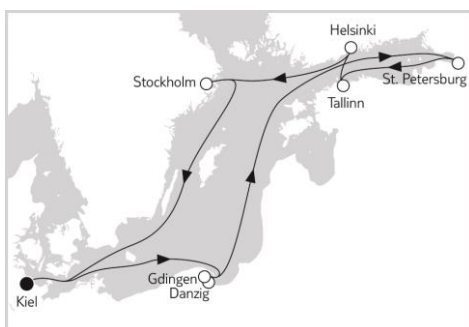 Helsinki
Stockholm
St. Petersburg
Tallinn
Gdingen
Danzig
Kiel